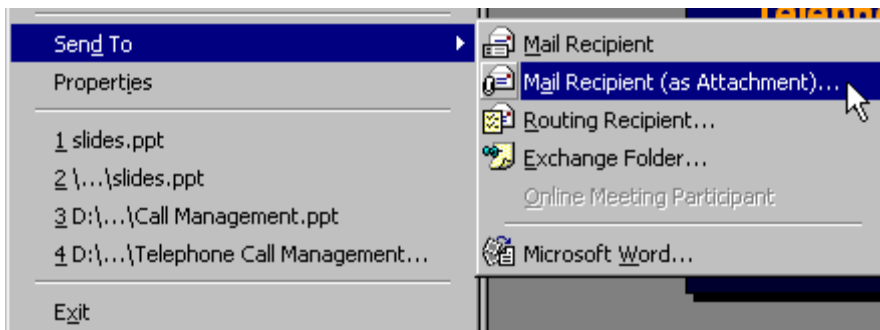 Send To
Properties
1 slides.ppt
2 \...\slides.ppt
3 D:\...\Call Management.ppt
4 D:\...\Telephone Call Management...
Exit
Mail Recipient
Mail Recipient (as Attachment)...
Routing Recipient...
Exchange Folder...
Online Meeting Participant
Microsoft Word...